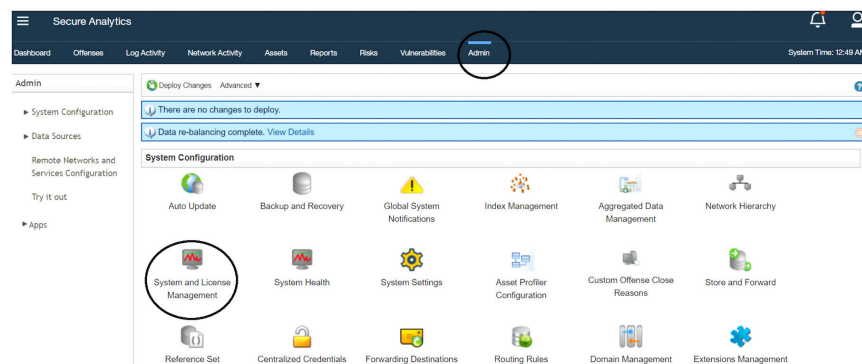 Secure Analytics
Dashboard Offenses Log Activity Network Activity Assets Reports Risks Vulnerabilities Admin System Time: 12:49 AM
Admin
Deploy Changes Advanced ▼
There are no changes to deploy.
System Configuration
Data re-balancing complete. View Details
Data Sources
System Configuration
Remote Networks and
Services Configuration
Auto Update Backup and Recovery Global System
Notifications Index Management Aggregated Data
Management Network Hierarchy
Try it out
Apps
System and License
Management System Health System Settings Asset Profiler
Configuration Custom Offense Close
Reasons Store and Forward
Reference Set Centralized Credentials Forwarding Destinations Routing Rules Domain Management Extensions Management